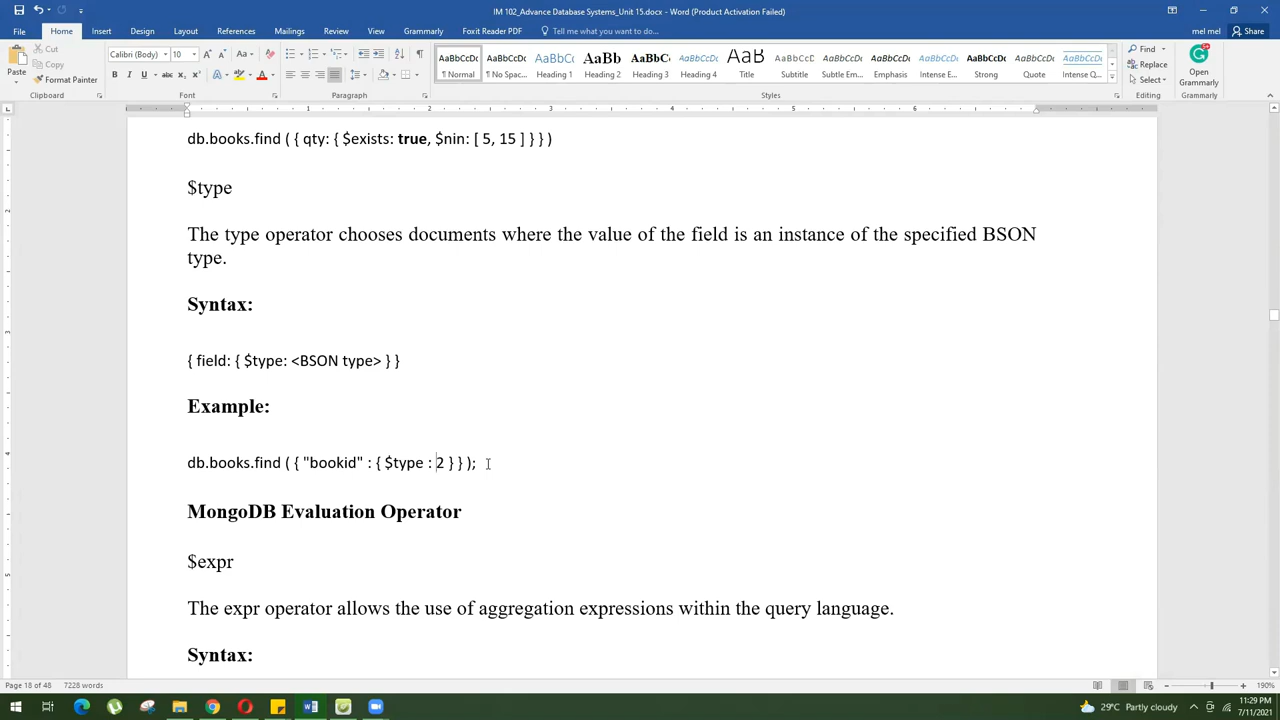 IM 102_Advance Database Systems_Unit 15.docx - Word (Product Activation Failed)
File Home Insert Design Layout References Mailings Review View Foxit Reader PDF Tell me what you want to do... mel mel Share
Paste Cut Copy Format Painter Clipboard
Calibri (Body) 10 Font
Paragraph
AaBbCcDc ¶ Normal AaBbCcDc ¶ No Spac... AaBbCc Heading 1 AaBb Heading 2 AaBbCc Heading 3 AaBbCcDc Heading 4 AaB Title AaBbCcC Subtitle AaBbCcDc Subtle Em... AaBbCcDc Emphasis AaBbCcDc Intense E... AaBbCcDc Strong AaBbCcDc Quote AaBbCcDc Intense Q... Styles
Find Replace Select Editing
Open Grammarly Grammarly
db.books.find ( { qty: { $exists: true, $nin: [ 5, 15 ] } } )
$type
The type operator chooses documents where the value of the field is an instance of the specified BSON
type.
Syntax:
{ field: { $type: <BSON type> } }
Example:
db.books.find ( { "bookid" : { $type : 2 } } );
MongoDB Evaluation Operator
$expr
The expr operator allows the use of aggregation expressions within the query language.
Syntax:
Page 18 of 48 7228 words 190%
29°C Partly cloudy 11:29 PM
7/11/2021